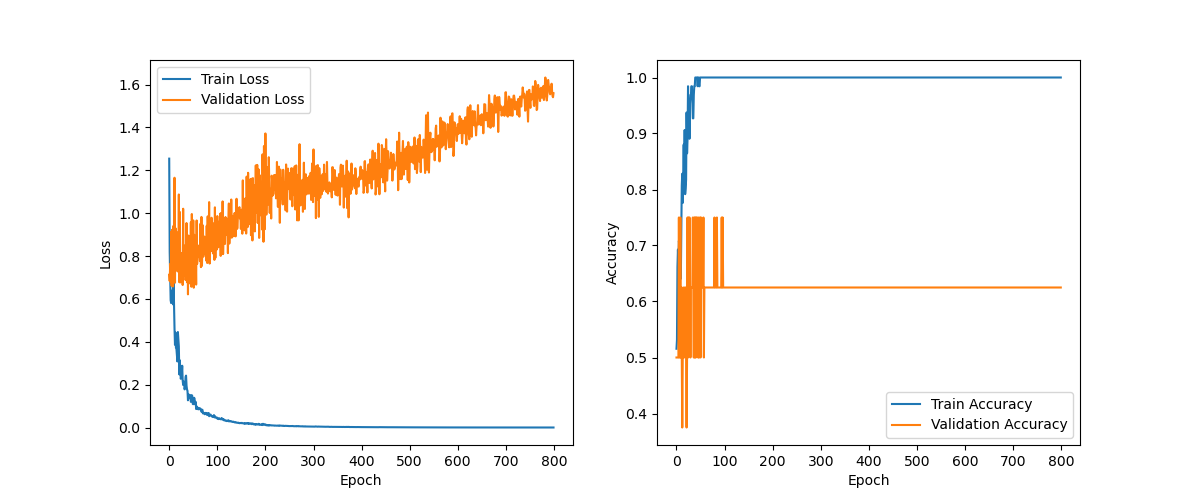 Train Loss
Validation Loss
Loss
1.6
1.4
1.2
1.0
0.8
0.6
0.4
0.2
0.0
0 100 200 300 400 500 600 700 800
Epoch
Accuracy
1.0
0.9
0.8
0.7
0.6
0.5
0.4
Train Accuracy
Validation Accuracy
0 100 200 300 400 500 600 700 800
Epoch